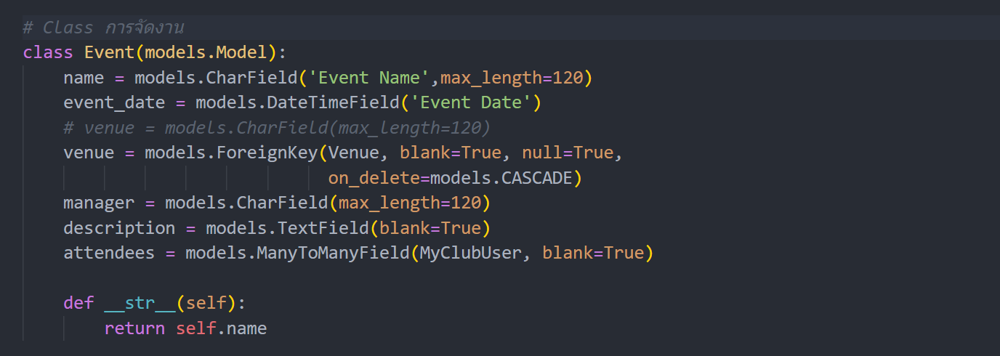 # Class การจัดงาน
class Event(models.Model):
    name = models.CharField('Event Name',max_length=120)
    event_date = models.DateTimeField('Event Date')
    # venue = models.CharField(max_length=120)
    venue = models.ForeignKey(Venue, blank=True, null=True,
                              on_delete=models.CASCADE)
    manager = models.CharField(max_length=120)
    description = models.TextField(blank=True)
    attendees = models.ManyToManyField(MyClubUser, blank=True)

    def __str__(self):
        return self.name